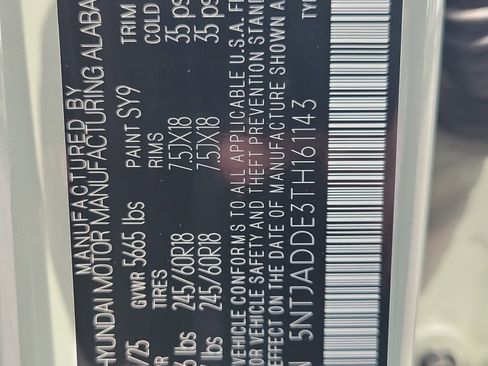 MANUFACTURED BY
HYUNDAI MOTOR MANUFACTURING ALABA
/25 GVWR 5665 lbs PAINT SY9 TRIM
TIRES RIMS COLD
lbs 245/60R18 7.5JX18 35 ps
lbs 245/60R18 7.5JX18 35 ps
VEHICLE CONFORMS TO ALL APPLICABLE U.S.A. FE
OR VEHICLE SAFETY AND THEFT PREVENTION STAN
EFFECT ON THE DATE OF MANUFACTURE SHOWN A
N 5NTJADDE3TH161143 TY